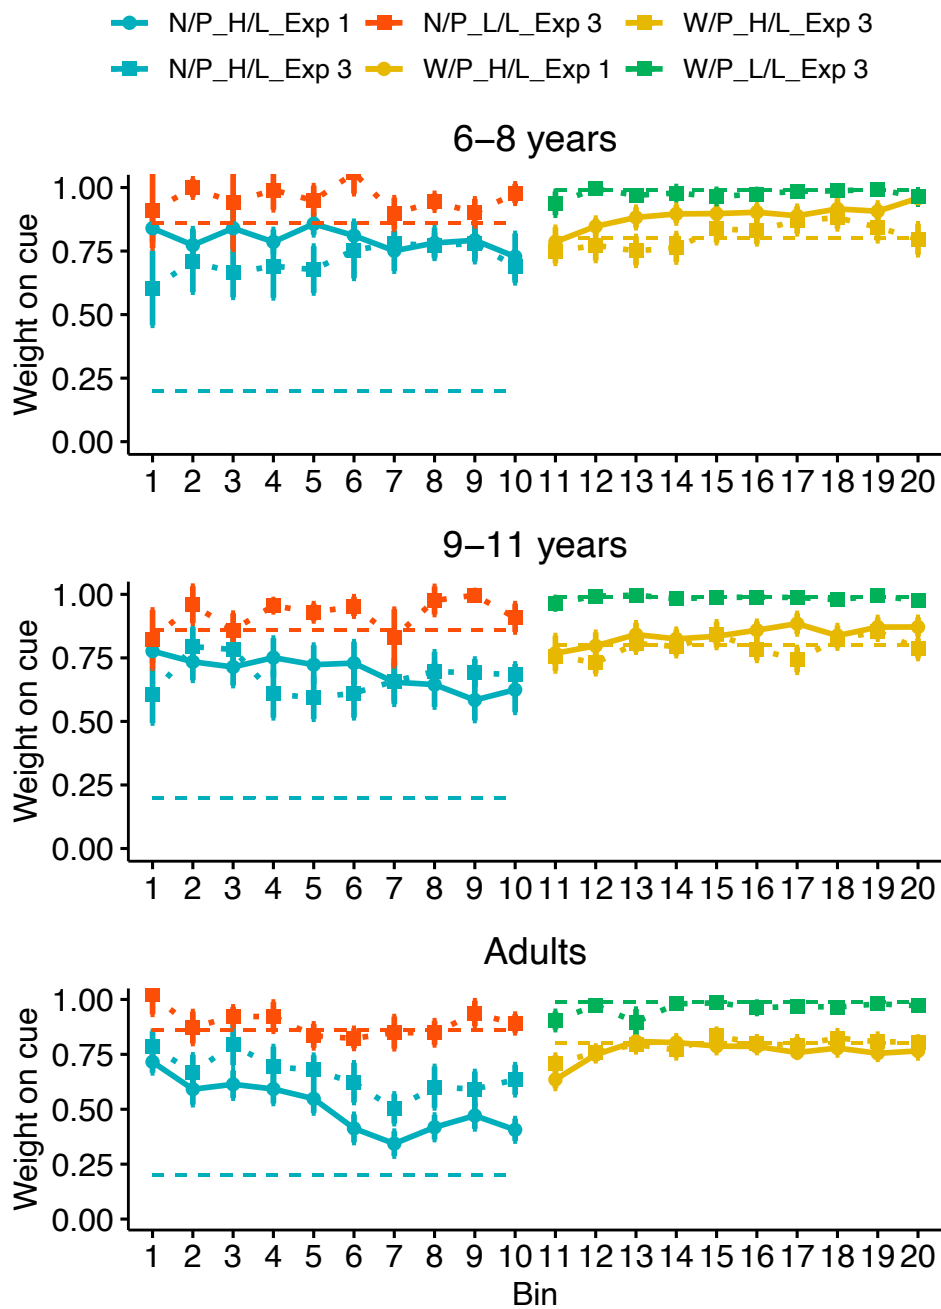 N/P_H/L_Exp 1 N/P_L/L_Exp 3 W/P_H/L_Exp 3
N/P_H/L_Exp 3 W/P_H/L_Exp 1 W/P_L/L_Exp 3
6–8 years
Weight on cue
1.00
0.75
0.50
0.25
0.00
1 2 3 4 5 6 7 8 9 10 11 12 13 14 15 16 17 18 19 20
9–11 years
Weight on cue
1.00
0.75
0.50
0.25
0.00
1 2 3 4 5 6 7 8 9 10 11 12 13 14 15 16 17 18 19 20
Adults
Weight on cue
1.00
0.75
0.50
0.25
0.00
1 2 3 4 5 6 7 8 9 10 11 12 13 14 15 16 17 18 19 20
Bin